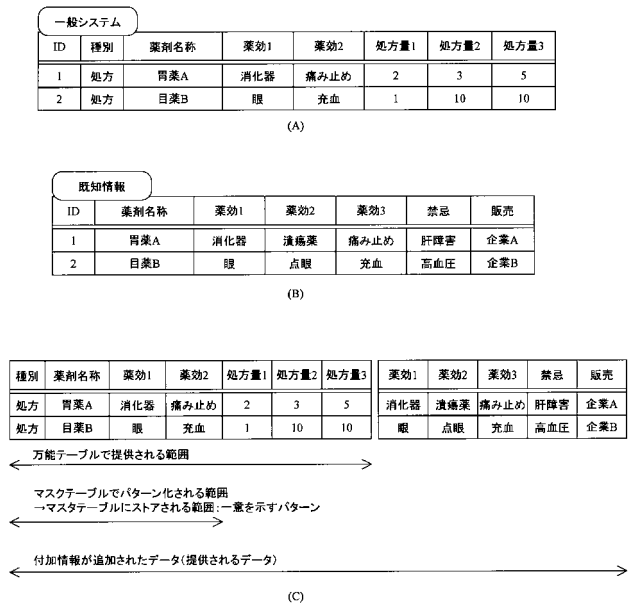 一般システム
ID 種別 薬剤名称 薬効1 薬効2 処方量1 処方量2 処方量3
1 処方 胃薬A 消化器 痛み止め 2 3 5
2 処方 目薬B 眼 充血 1 10 10
(A)
既知情報
ID 薬剤名称 薬効1 薬効2 薬効3 禁忌 販売
1 胃薬A 消化器 潰瘍薬 痛み止め 肝障害 企業A
2 目薬B 眼 点眼 充血 高血圧 企業B
(B)
種別 薬剤名称 薬効1 薬効2 処方量1 処方量2 処方量3 薬効1 薬効2 薬効3 禁忌 販売
処方 胃薬A 消化器 痛み止め 2 3 5 消化器 潰瘍薬 痛み止め 肝障害 企業A
処方 目薬B 眼 充血 1 10 10 眼 点眼 充血 高血圧 企業B
万能テーブルで提供される範囲
マスクテーブルでパターン化される範囲
→マスタテーブルにストアされる範囲:一意を示すパターン
付加情報が追加されたデータ(提供されるデータ)
(C)